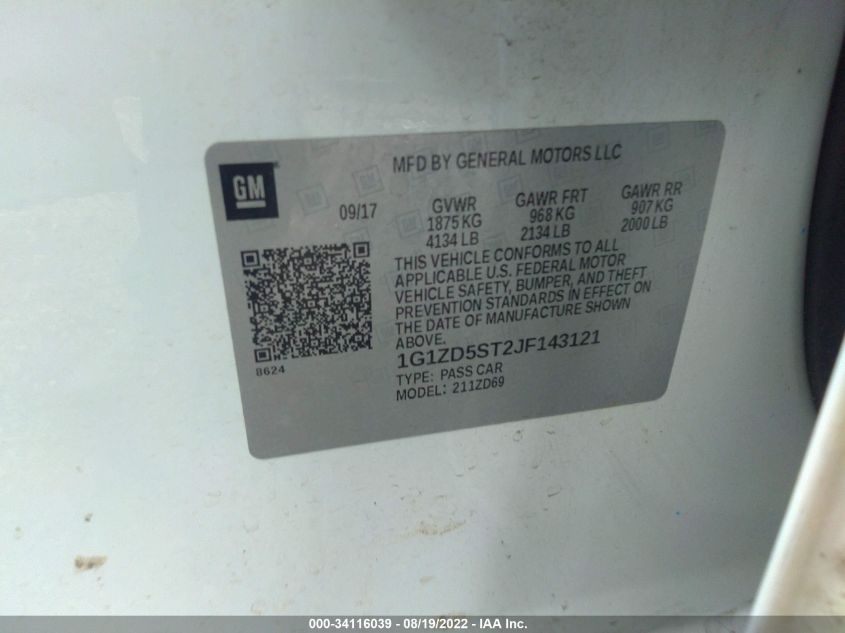 MFD BY GENERAL MOTORS LLC
GM
09/17
GVWR GAWR FRT GAWR RR
1875 KG 968 KG 907 KG
4134 LB 2134 LB 2000 LB
THIS VEHICLE CONFORMS TO ALL
APPLICABLE U.S. FEDERAL MOTOR
VEHICLE SAFETY, BUMPER, AND THEFT
PREVENTION STANDARDS IN EFFECT ON
THE DATE OF MANUFACTURE SHOWN
ABOVE.
8624
1G1ZD5ST2JF143121
TYPE: PASS CAR
MODEL: 211ZD69
000-34116039 - 08/19/2022 - IAA Inc.